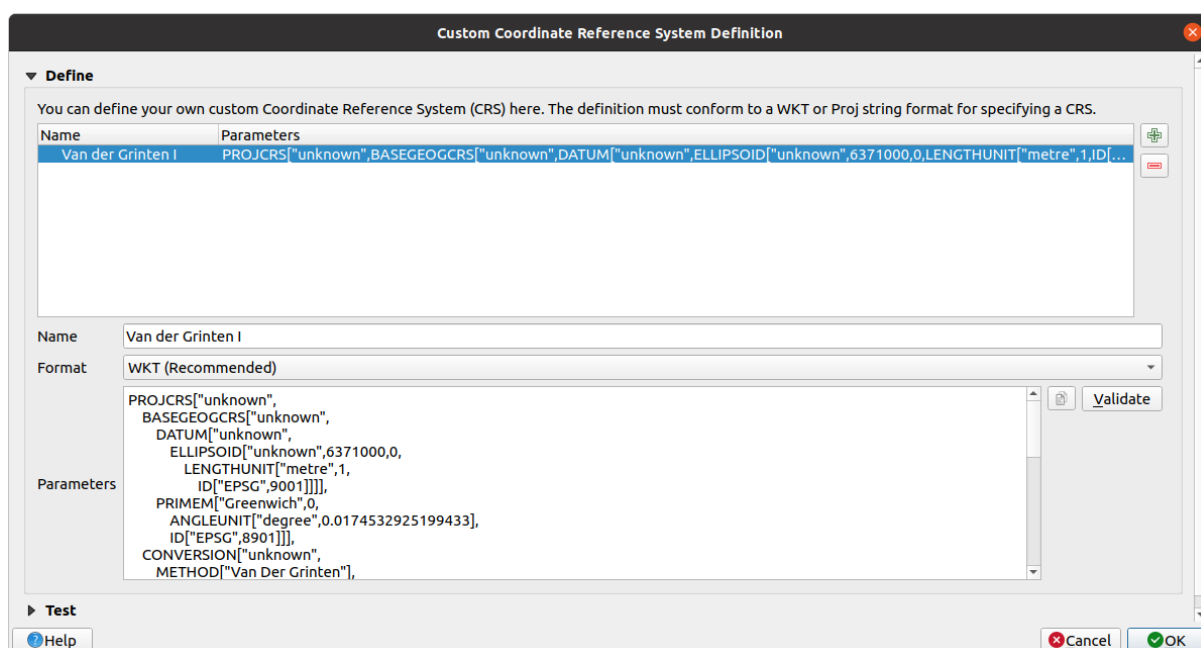 Custom Coordinate Reference System Definition
Define
You can define your own custom Coordinate Reference System (CRS) here. The definition must conform to a WKT or Proj string format for specifying a CRS.
Name Parameters
Van der Grinten I PROJCRS["unknown",BASEGEOGCRS["unknown",DATUM["unknown",ELLIPSOID["unknown",6371000,0,LENGTHUNIT["metre",1,ID[…
Name Van der Grinten I
Format WKT (Recommended)
Parameters
PROJCRS["unknown",
BASEGEOGCRS["unknown",
DATUM["unknown",
ELLIPSOID["unknown",6371000,0,
LENGTHUNIT["metre",1,
ID["EPSG",9001]]]],
PRIMEM["Greenwich",0,
ANGLEUNIT["degree",0.0174532925199433],
ID["EPSG",8901]]],
CONVERSION["unknown",
METHOD["Van Der Grinten"],
Validate
Test
Help Cancel OK